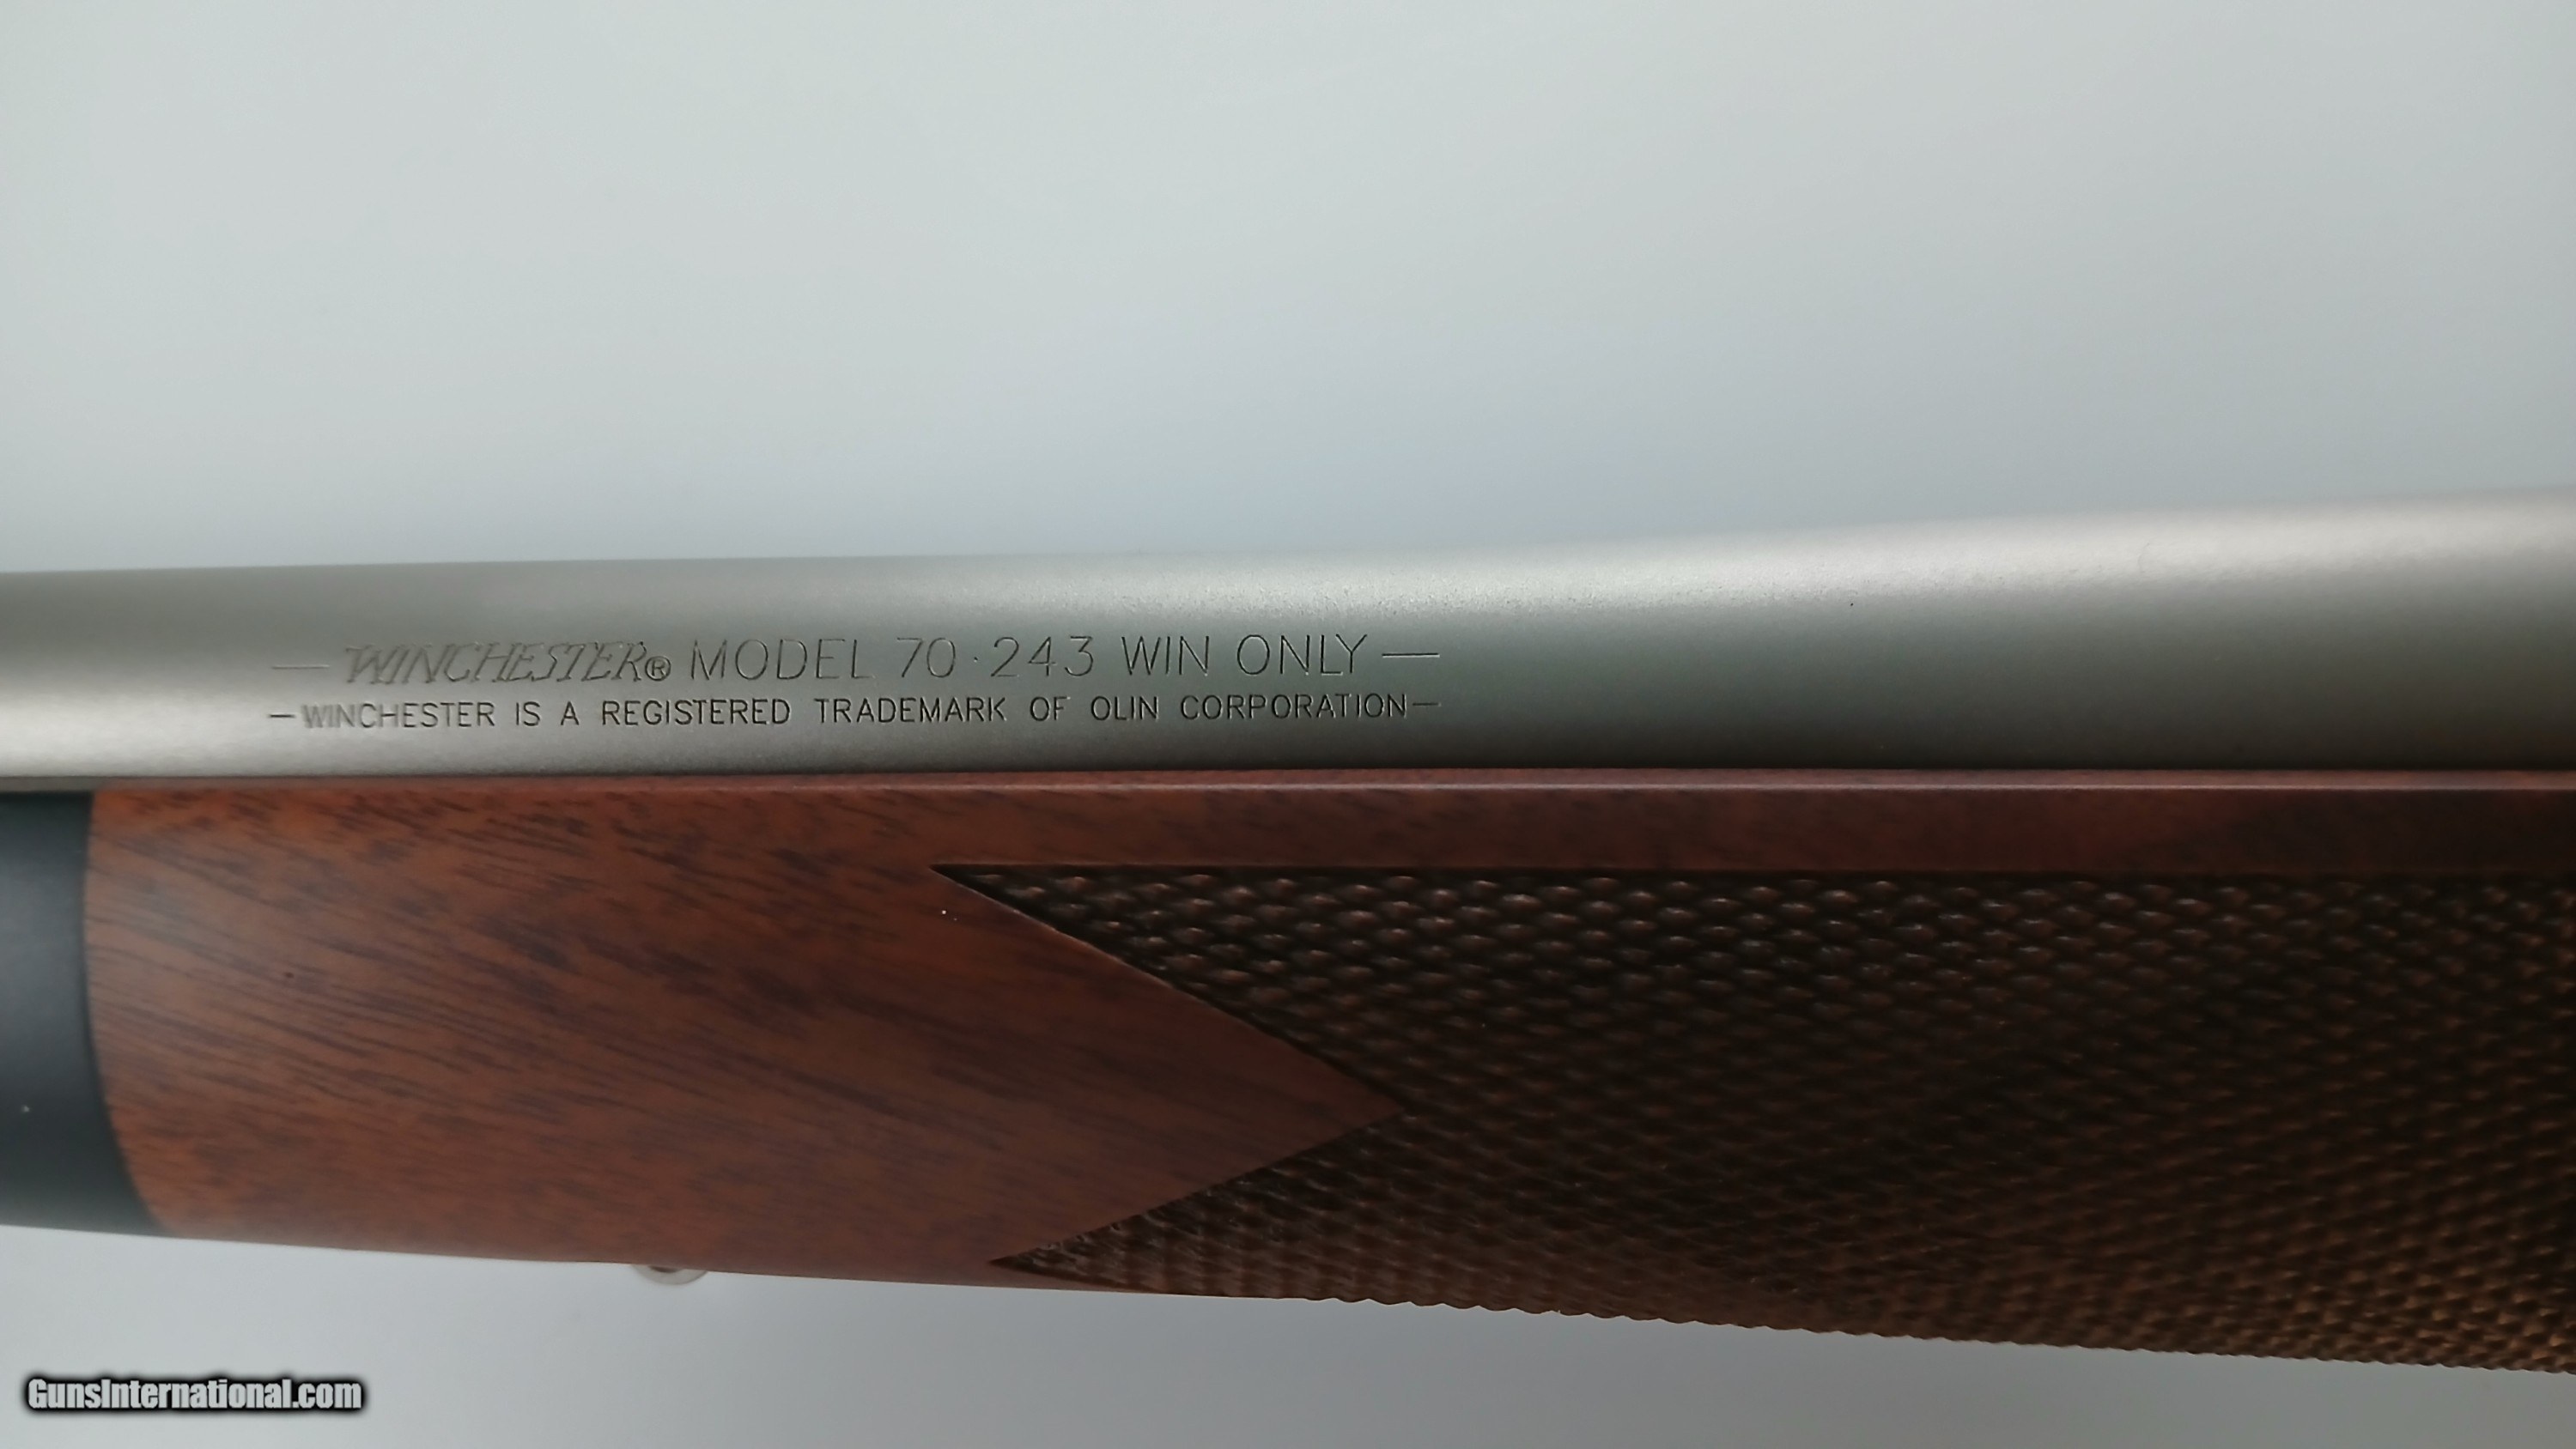 — WINCHESTER® MODEL 70 · 243 WIN ONLY —
— WINCHESTER IS A REGISTERED TRADEMARK OF OLIN CORPORATION —
GunsInternational.com